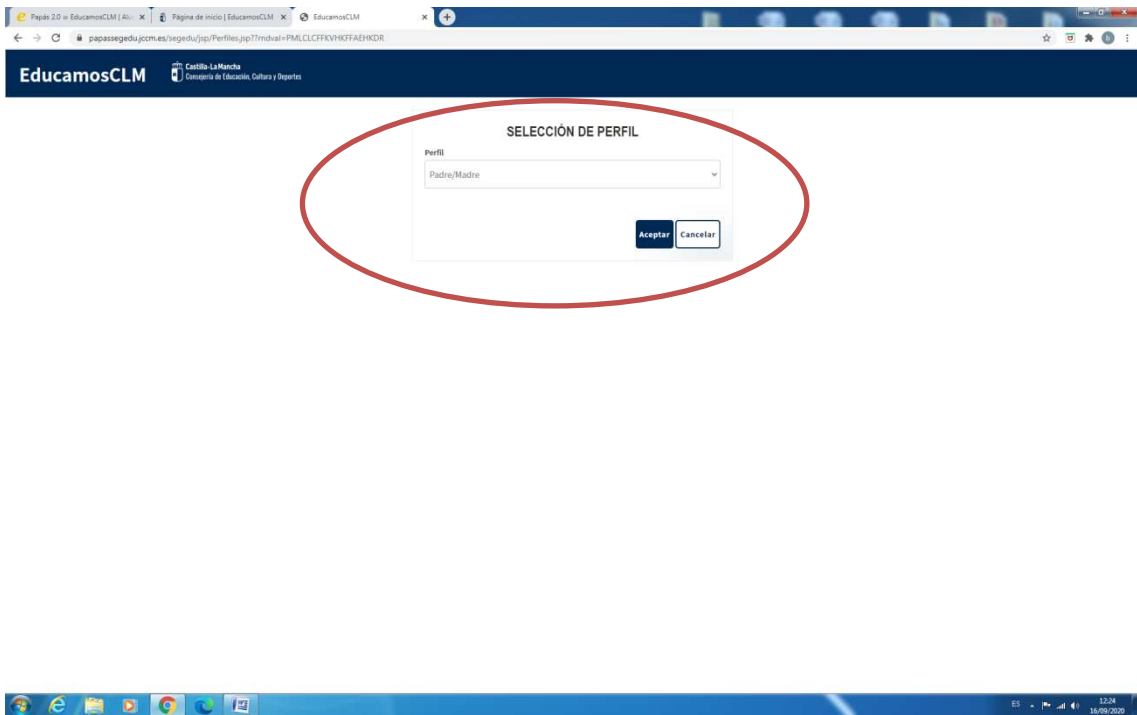 Papás 2.0 = EducamosCLM | Página de inicio | EducamosCLM EducamosCLM
papassegedu.jccm.es/segedu/jsp/Perfiles.jsp??rndval=PMLCLCFFKVHKFFAEHKDR
EducamosCLM
Castilla-La Mancha
Consejería de Educación, Cultura y Deportes
SELECCIÓN DE PERFIL
Perfil
Padre/Madre
Aceptar Cancelar
ES 12:24
16/09/2020